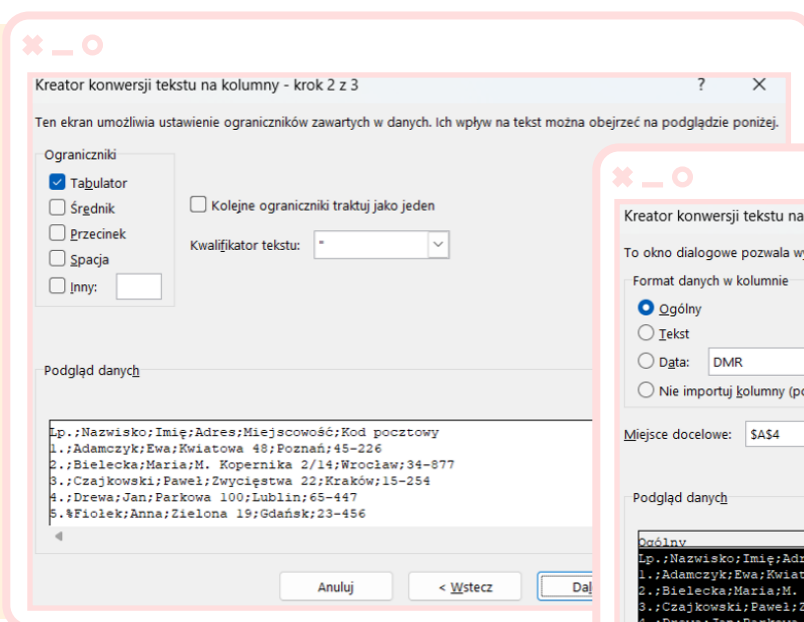 Kreator konwersji tekstu na kolumny - krok 2 z 3
Ten ekran umożliwia ustawienie ograniczników zawartych w danych. Ich wpływ na tekst można obejrzeć na podglądzie poniżej.
Ograniczniki
Tabulator
Średnik
Przecinek
Spacja
Inny:
Kolejne ograniczniki traktuj jako jeden
Kwalifikator tekstu: "
Podgląd danych
Lp.;Nazwisko;Imię;Adres;Miejscowość;Kod pocztowy
1.;Adamczyk;Ewa;Kwiatowa 48;Poznań;45-226
2.;Bielecka;Maria;M. Kopernika 2/14;Wrocław;34-877
3.;Czajkowski;Paweł;Zwycięstwa 22;Kraków;15-254
4.;Drewa;Jan;Parkowa 100;Lublin;65-447
5.%Fiołek;Anna;Zielona 19;Gdańsk;23-456
Anuluj
< Wstecz
Kreator konwersji tekstu na
To okno dialogowe pozwala
Format danych w kolumnie
Ogólny
Tekst
Data: DMR
Nie importuj kolumny
Miejsce docelowe: $A$4
Podgląd danych
Ogólny
Lp.;Nazwisko;Imię;
1.;Adamczyk;Ewa;
2.;Bielecka;Maria;M.
3.;Czajkowski;Paweł;
4.;Drewa;Jan;